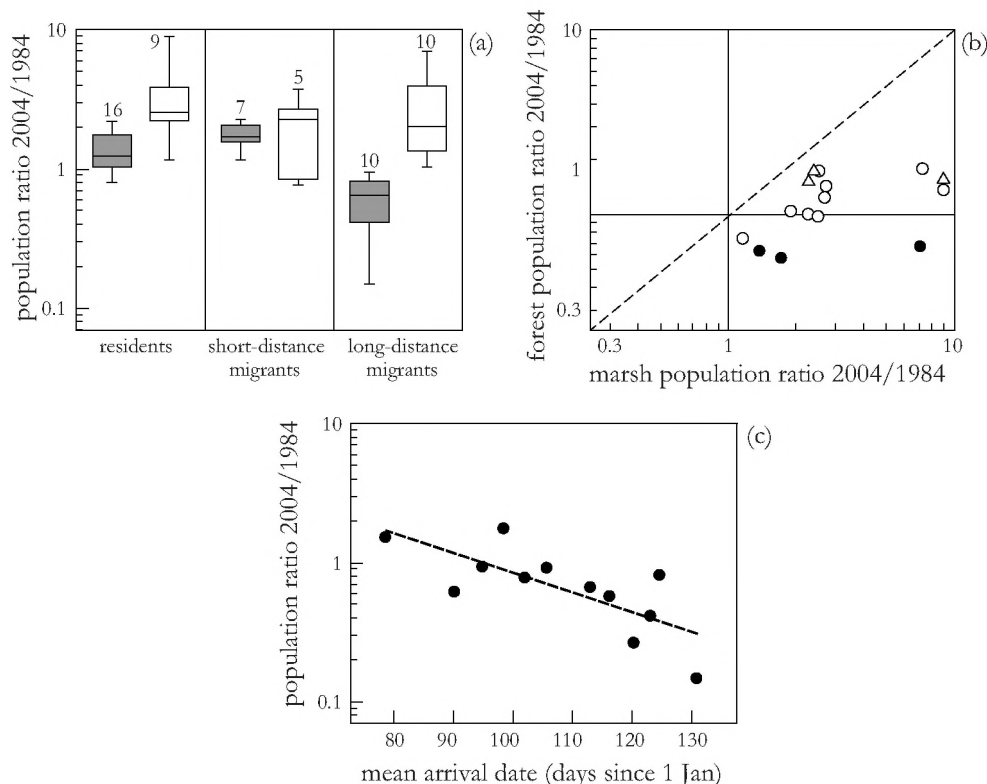 (a)
population ratio 2004/1984
10
1
0.1
16
9
7
5
10
10
residents
short-distance
migrants
long-distance
migrants
(b)
forest population ratio 2004/1984
10
1
0.3
0.3
1
10
marsh population ratio 2004/1984
(c)
population ratio 2004/1984
10
1
0.1
80
90
100
110
120
130
mean arrival date (days since 1 Jan)